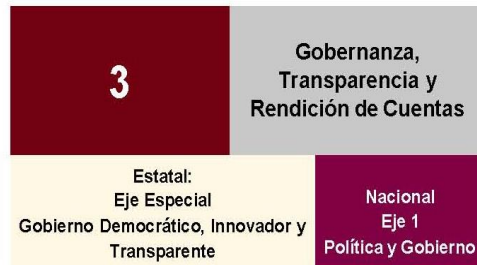 3
Gobernanza,
Transparencia y
Rendición de Cuentas
Estatal:
Eje Especial
Gobierno Democrático, Innovador y
Transparente
Nacional
Eje 1
Política y Gobierno